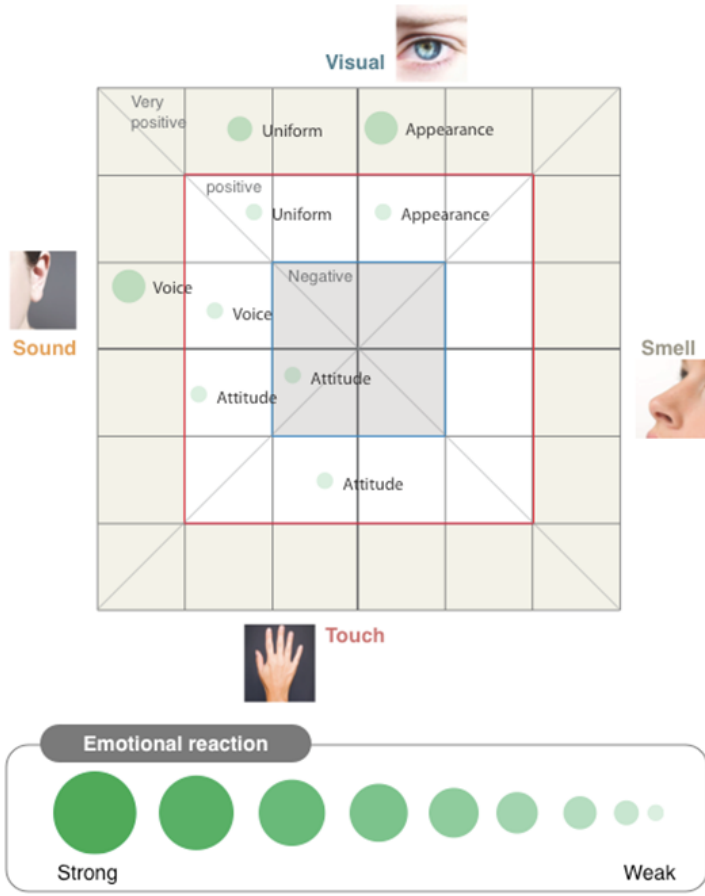 Visual
Very
positive
Uniform
Appearance
positive
Uniform
Appearance
Negative
Voice
Voice
Sound
Smell
Attitude
Attitude
Attitude
Touch
Emotional reaction
Strong
Weak